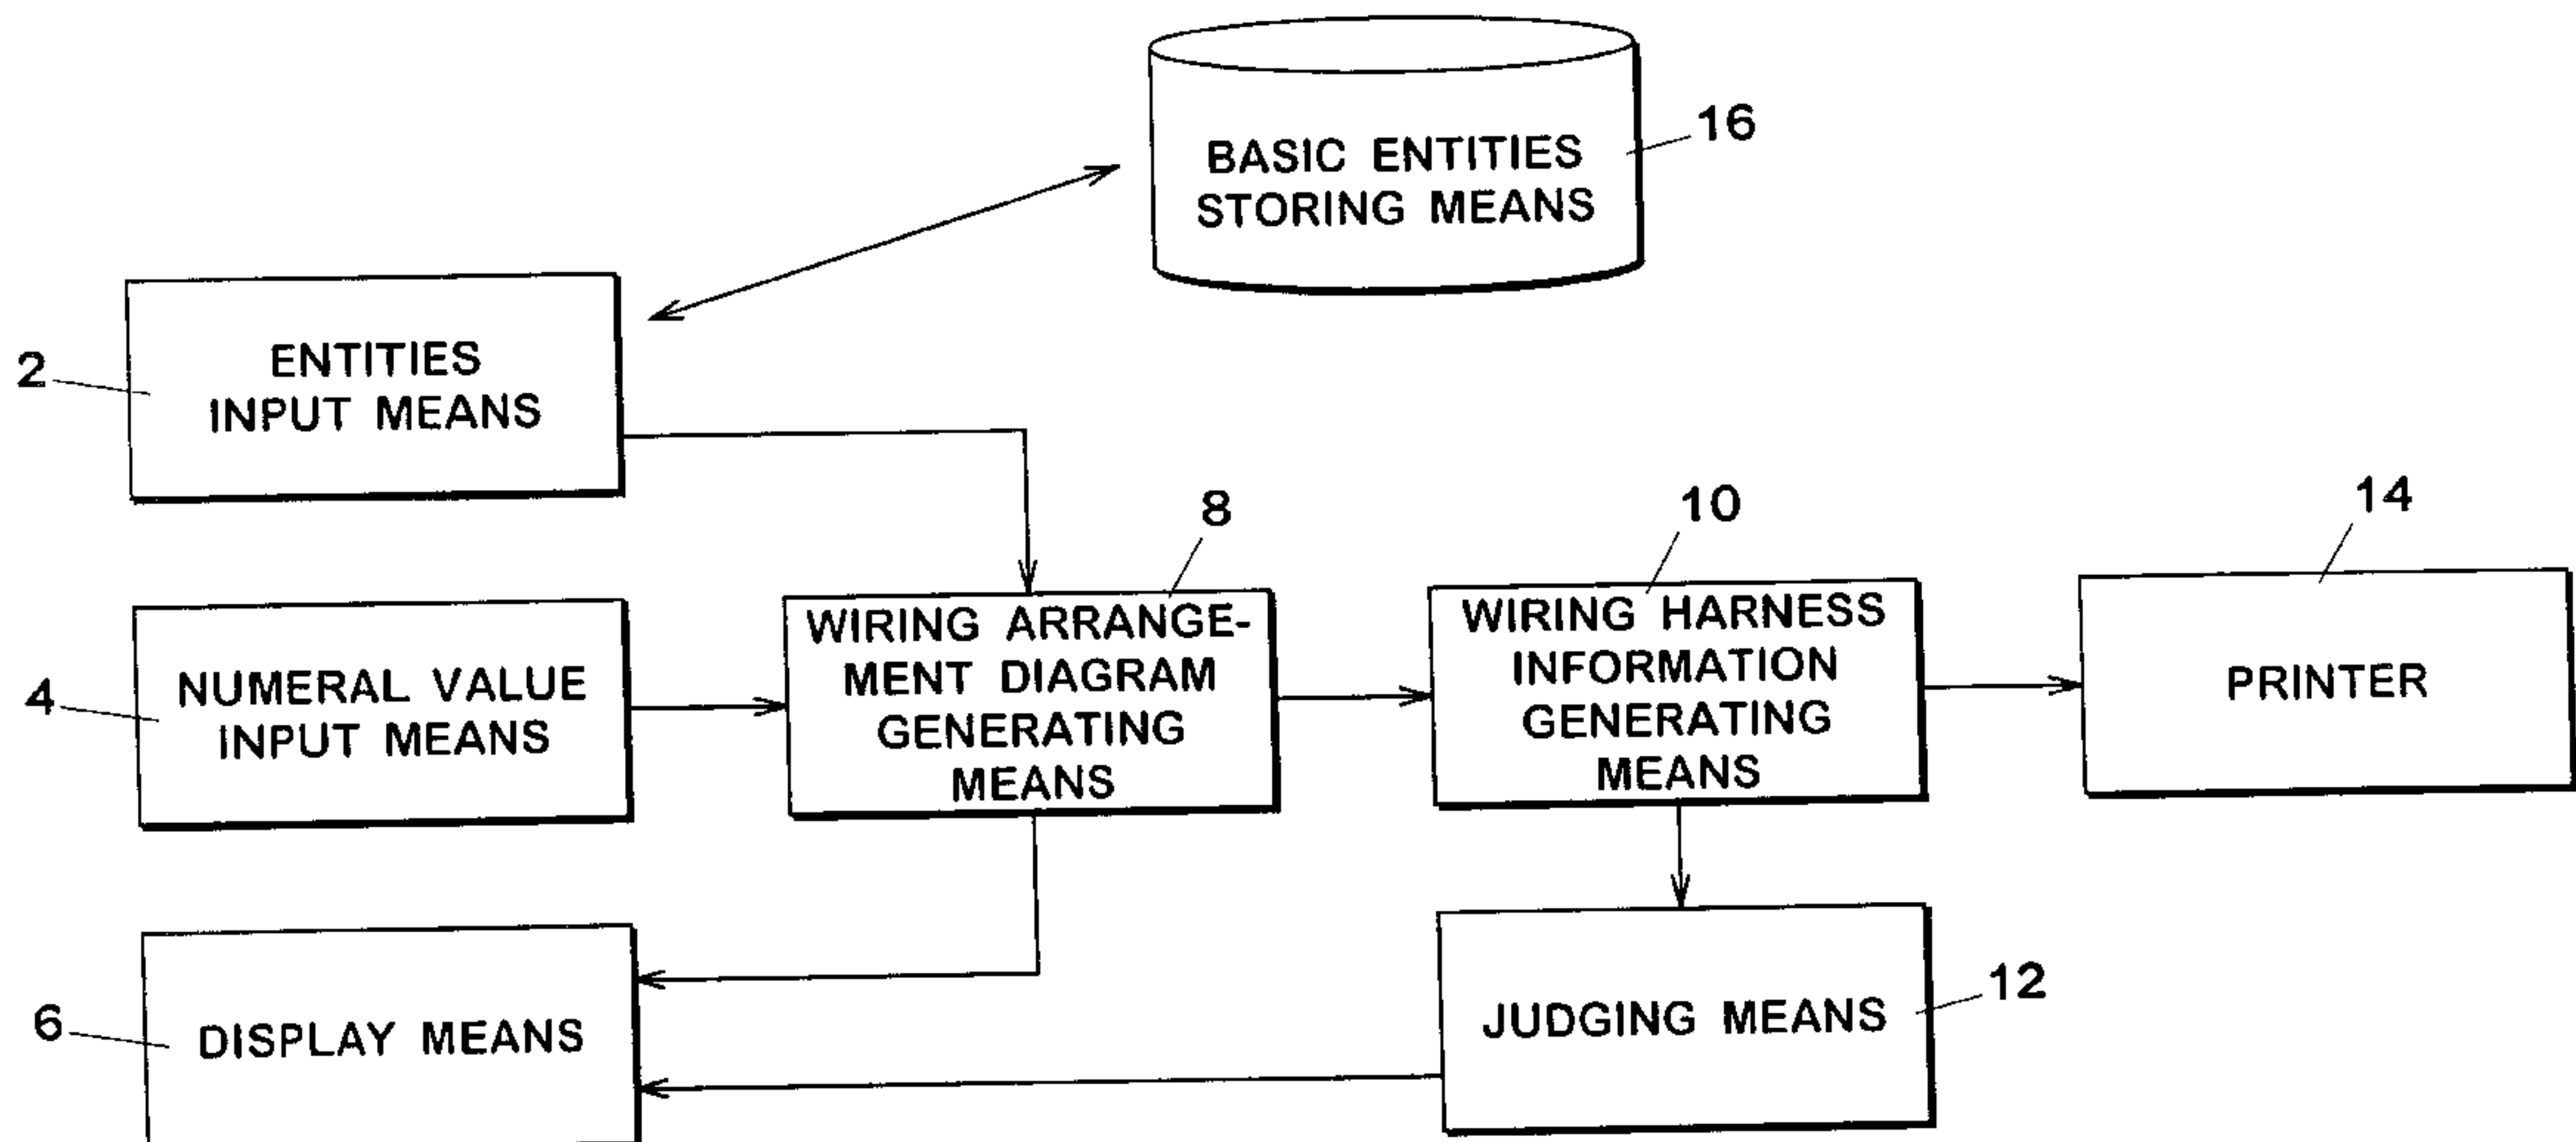 16
BASIC ENTITIES
STORING MEANS
2
ENTITIES
INPUT MEANS
8
10
14
4
NUMERAL VALUE
INPUT MEANS
WIRING ARRANGE-
MENT DIAGRAM
GENERATING
MEANS
WIRING HARNESS
INFORMATION
GENERATING
MEANS
PRINTER
6
DISPLAY MEANS
JUDGING MEANS
12